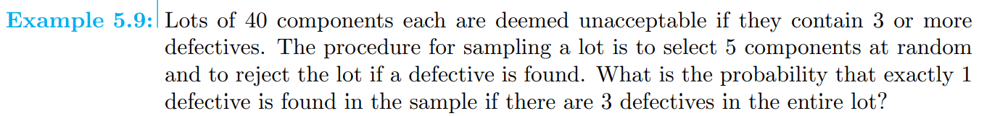 Example 5.9: Lots of 40 components each are deemed unacceptable if they contain 3 or more
defectives. The procedure for sampling a lot is to select 5 components at random
and to reject the lot if a defective is found. What is the probability that exactly 1
defective is found in the sample if there are 3 defectives in the entire lot?